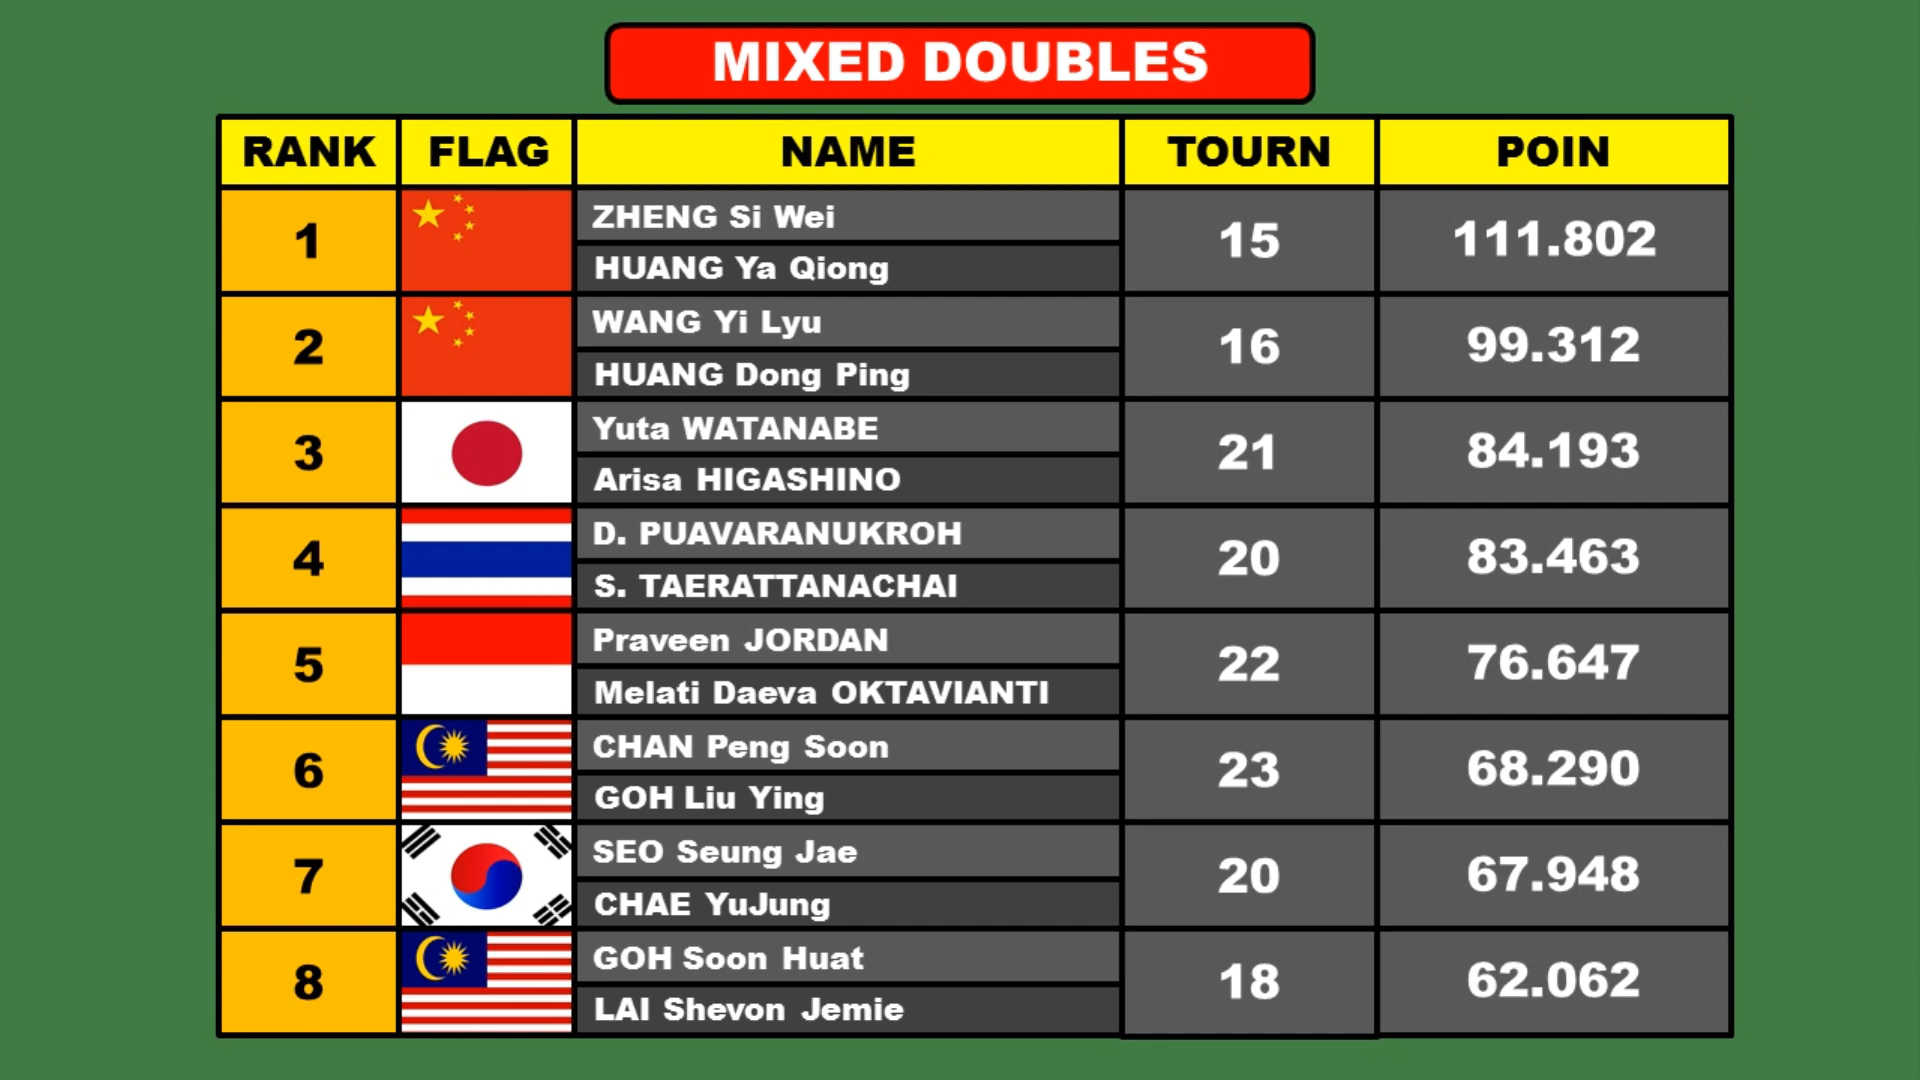 MIXED DOUBLES
RANK FLAG NAME TOURN POIN
1 ZHENG Si Wei HUANG Ya Qiong 15 111.802
2 WANG Yi Lyu HUANG Dong Ping 16 99.312
3 Yuta WATANABE Arisa HIGASHINO 21 84.193
4 D. PUAVARANUKROH S. TAERATTANACHAI 20 83.463
5 Praveen JORDAN Melati Daeva OKTAVIANTI 22 76.647
6 CHAN Peng Soon GOH Liu Ying 23 68.290
7 SEO Seung Jae CHAE YuJung 20 67.948
8 GOH Soon Huat LAI Shevon Jemie 18 62.062